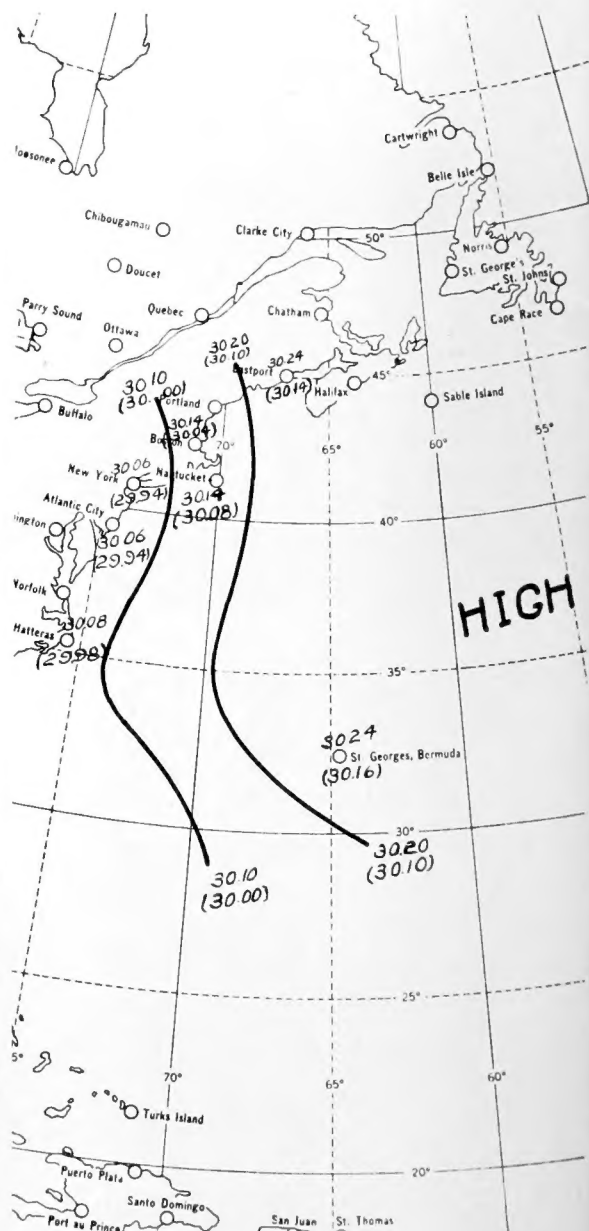 Cartwright
Belle Isle
Chibougamau
Clarke City
50°
Norris
St. George's
St. Johns
Doucet
Cape Race
Parry Sound
Ottawa
Quebec
Chatham
30.20
(30.10)
Eastport
30.24
(30.14)
Halifax
45°
Sable Island
55°
30.10
Portland
Buffalo
30.14
(30.04)
70°
65°
60°
New York
30.06
(29.94)
Nantucket
30.14
(30.08)
Atlantic City
30.06
(29.94)
40°
HIGH
Hatteras
30.08
(29.98)
35°
30.24
St. Georges, Bermuda
(30.16)
30°
30.20
(30.10)
30.10
(30.00)
25°
70°
65°
60°
Turks Island
Puerto Plata
20°
Santo Domingo
Port au Prince
San Juan
St. Thomas